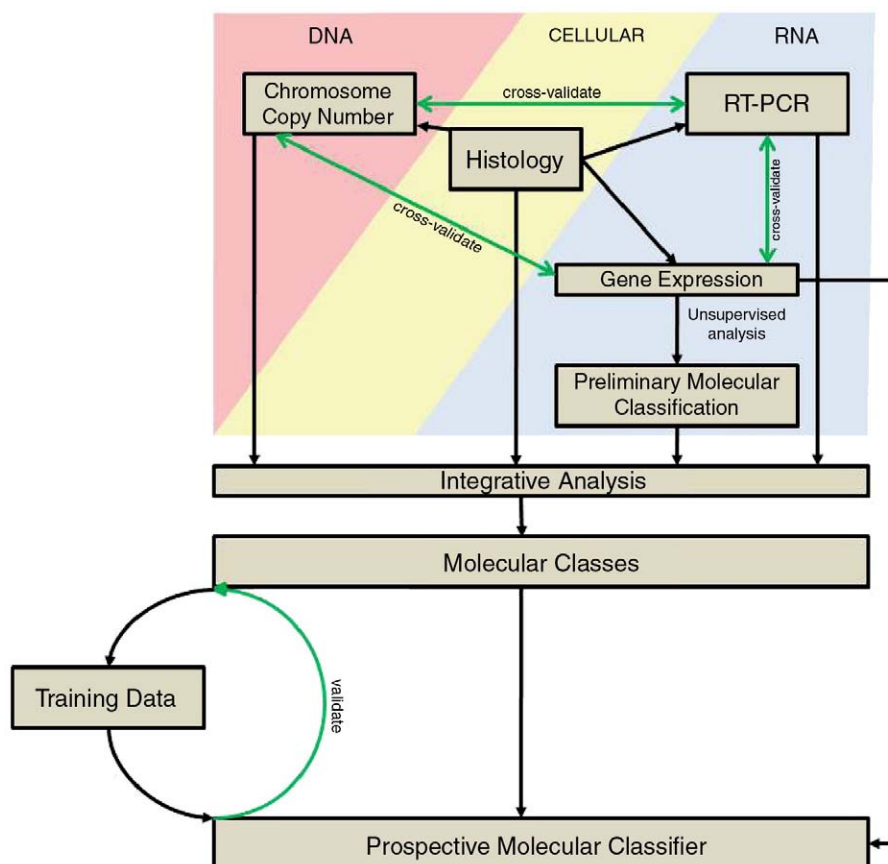 DNA
CELLULAR
RNA
Chromosome
Copy Number
cross-validate
RT-PCR
Histology
cross-validate
cross-validate
Gene Expression
Unsupervised
analysis
Preliminary Molecular
Classification
Integrative Analysis
Molecular Classes
Training Data
validate
Prospective Molecular Classifier